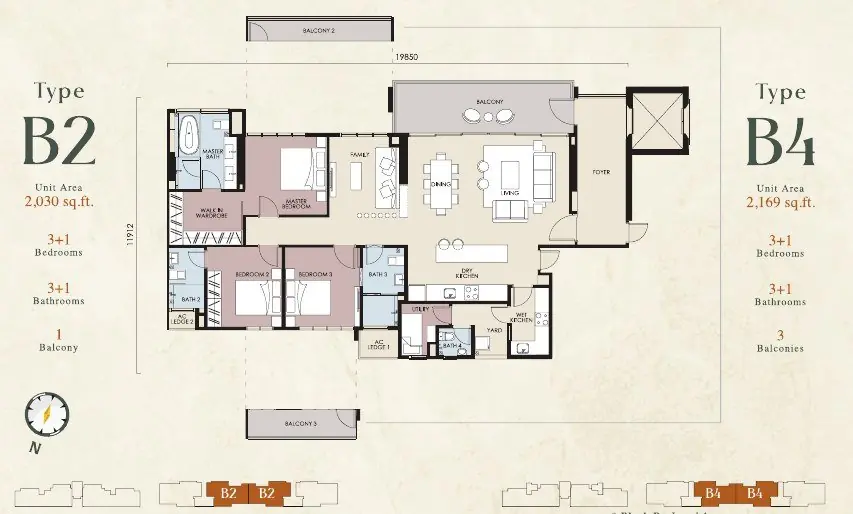 BALCONY 2
19850
Type
B2
Unit Area
2,030 sq.ft.
3+1
Bedrooms
3+1
Bathrooms
1
Balcony
11912
BALCONY
MASTER
BATH
FAMILY
MASTER
BEDROOM
DINING
LIVING
FOYER
WALK IN
WARDROBE
DRY
KITCHEN
BEDROOM 2
BEDROOM 3
BATH 3
BATH 2
AC
LEDGE 2
UTILITY
WET
KITCHEN
YARD
BATH 4
AC
LEDGE 1
BALCONY 3
Type
B4
Unit Area
2,169 sq.ft.
3+1
Bedrooms
3+1
Bathrooms
3
Balconies
N
B2 B2
B4 B4